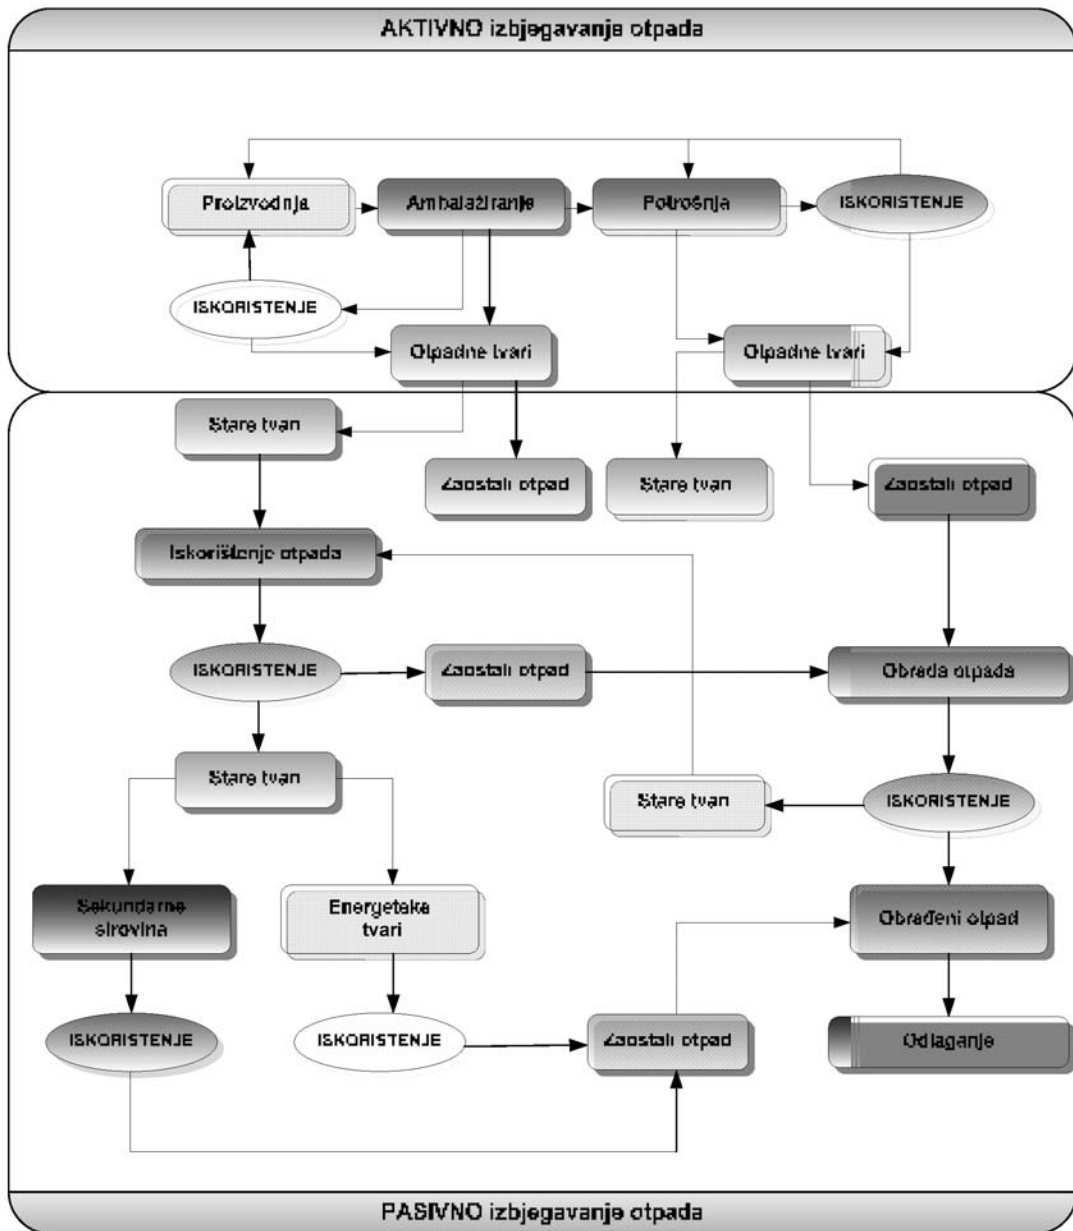 AKTIVNO izbjegavanje otpada
Proizvodnja
Ambalažiranje
Potrošnja
ISKORISTENJE
ISKORISTENJE
Otpadne tvari
Otpadne tvari
Stare tvari
Zaostali otpad
Stare tvari
Zaostali otpad
Iskorištenje otpada
ISKORISTENJE
Zaostali otpad
Obrada otpada
Stare tvari
Stare tvari
ISKORISTENJE
Sekundarne
sirovina
Energetska
tvari
Obrađeni otpad
ISKORISTENJE
ISKORISTENJE
Zaostali otpad
Odlaganje
PASIVNO izbjegavanje otpada